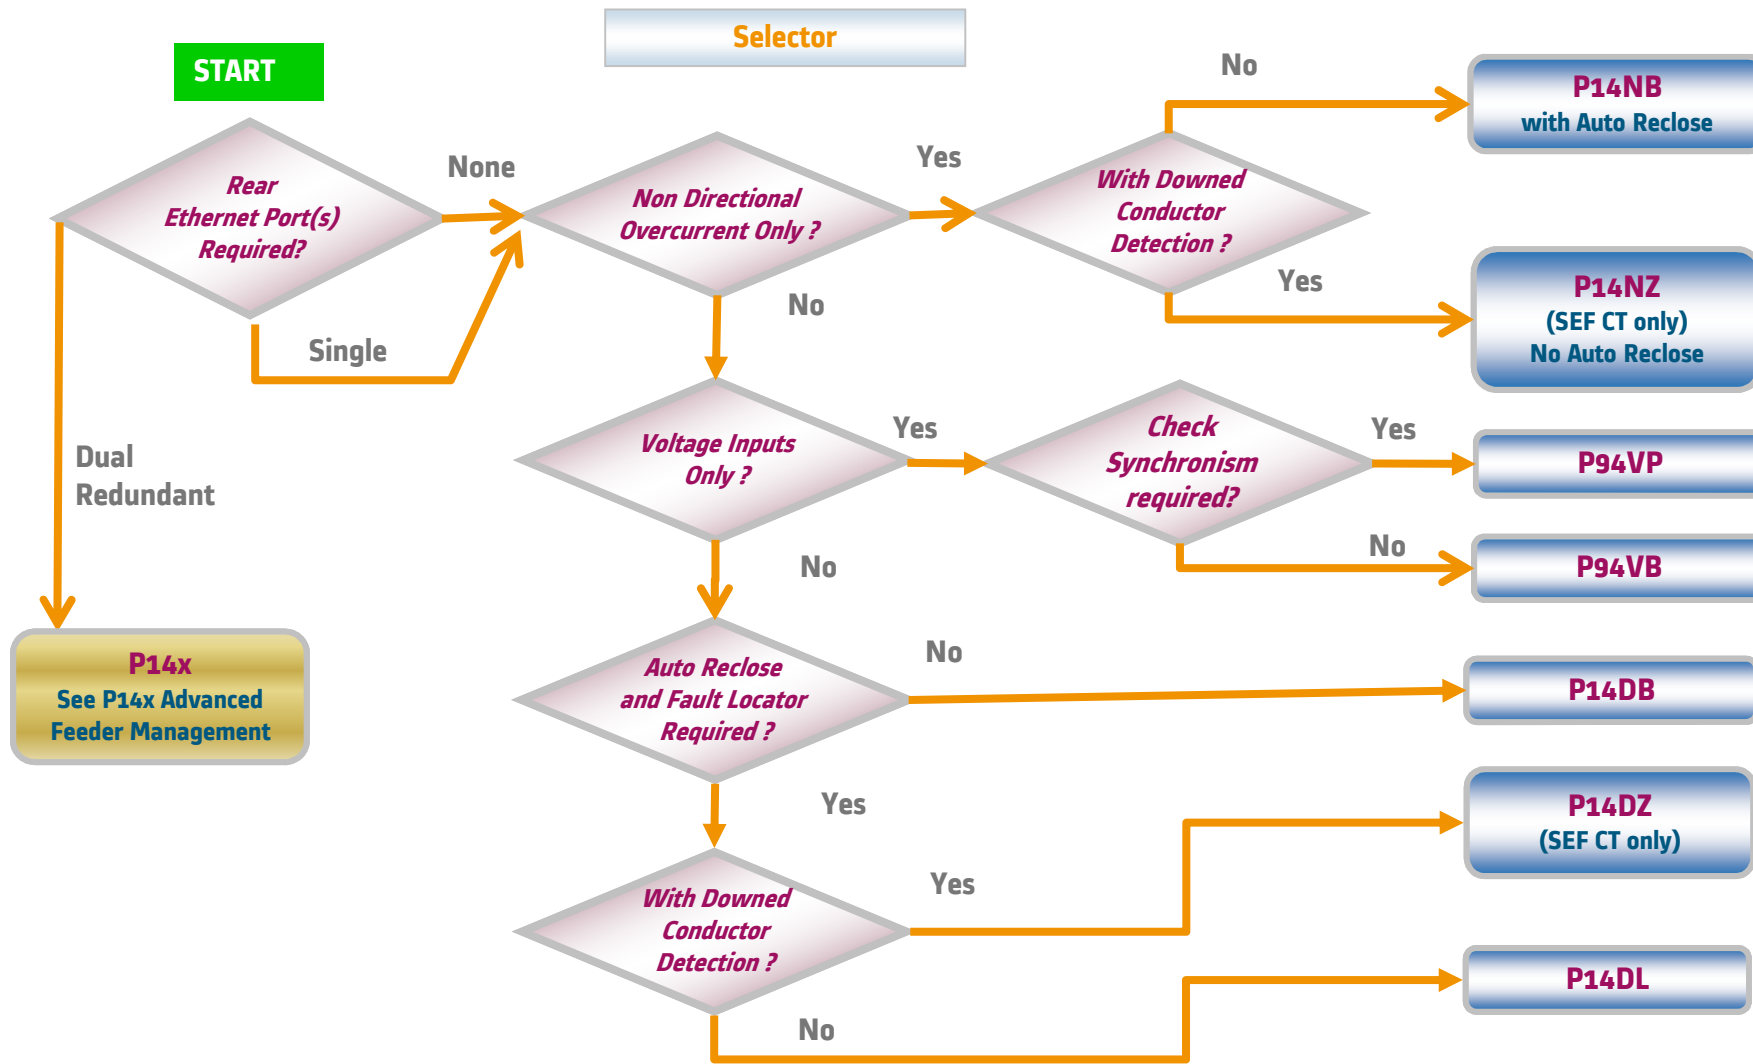 Selector
START
No
P14NB
with Auto Reclose
None
Yes
Rear
Ethernet Port(s)
Required?
Non Directional
Overcurrent Only ?
With Downed
Conductor
Detection ?
Yes
P14NZ
(SEF CT only)
No Auto Reclose
No
Single
Yes
Yes
Voltage Inputs
Only ?
Check
Synchronism
required?
P94VP
Dual
Redundant
No
No
P94VB
P14x
See P14x Advanced
Feeder Management
Auto Reclose
and Fault Locator
Required ?
No
P14DB
Yes
P14DZ
(SEF CT only)
With Downed
Conductor
Detection ?
Yes
P14DL
No